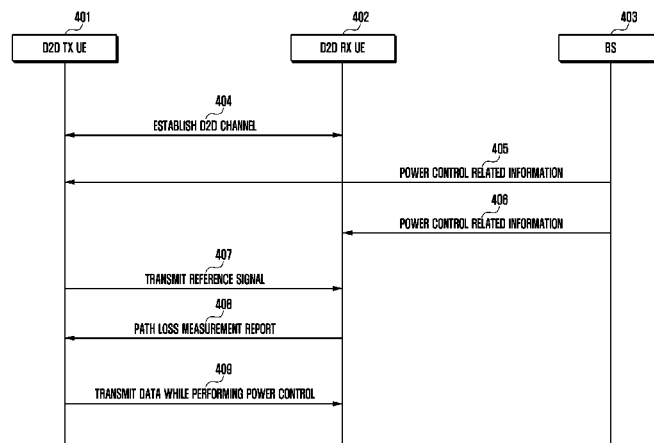 401
402
403
D2D TX UE
D2D RX UE
BS
404
ESTABLISH D2D CHANNEL
405
POWER CONTROL RELATED INFORMATION
406
POWER CONTROL RELATED INFORMATION
407
TRANSMIT REFERENCE SIGNAL
408
PATH LOSS MEASUREMENT REPORT
409
TRANSMIT DATA WHILE PERFORMING POWER CONTROL